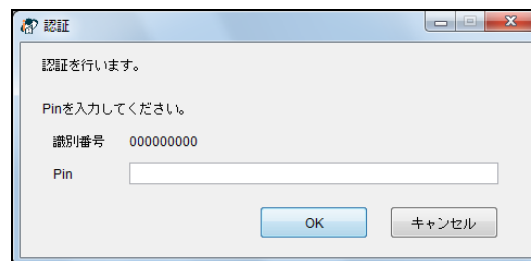 認証
認証を行います。
Pinを入力してください。
識別番号 000000000
Pin
OK キャンセル